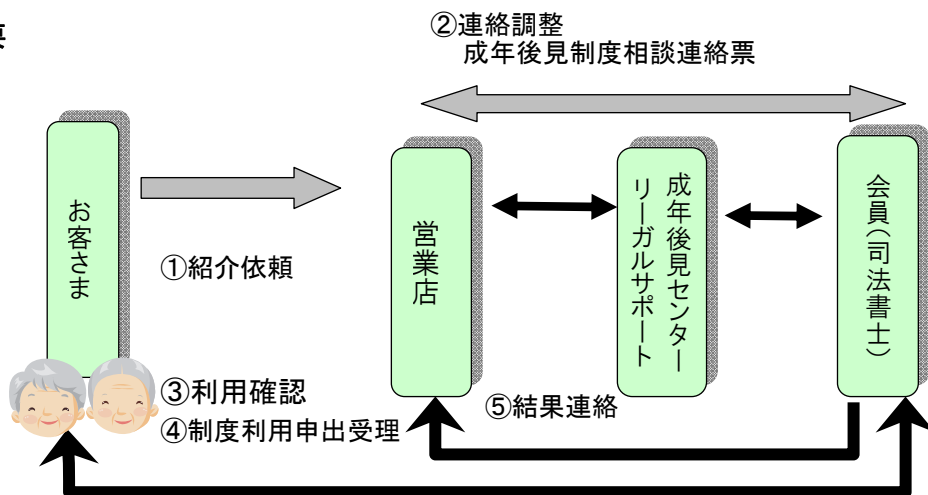 要
②連絡調整
成年後見制度相談連絡票
お客さま
①紹介依頼
営業店
成年後見センター
リーガルサポート
会員(司法書士)
③利用確認
④制度利用申出受理
⑤結果連絡